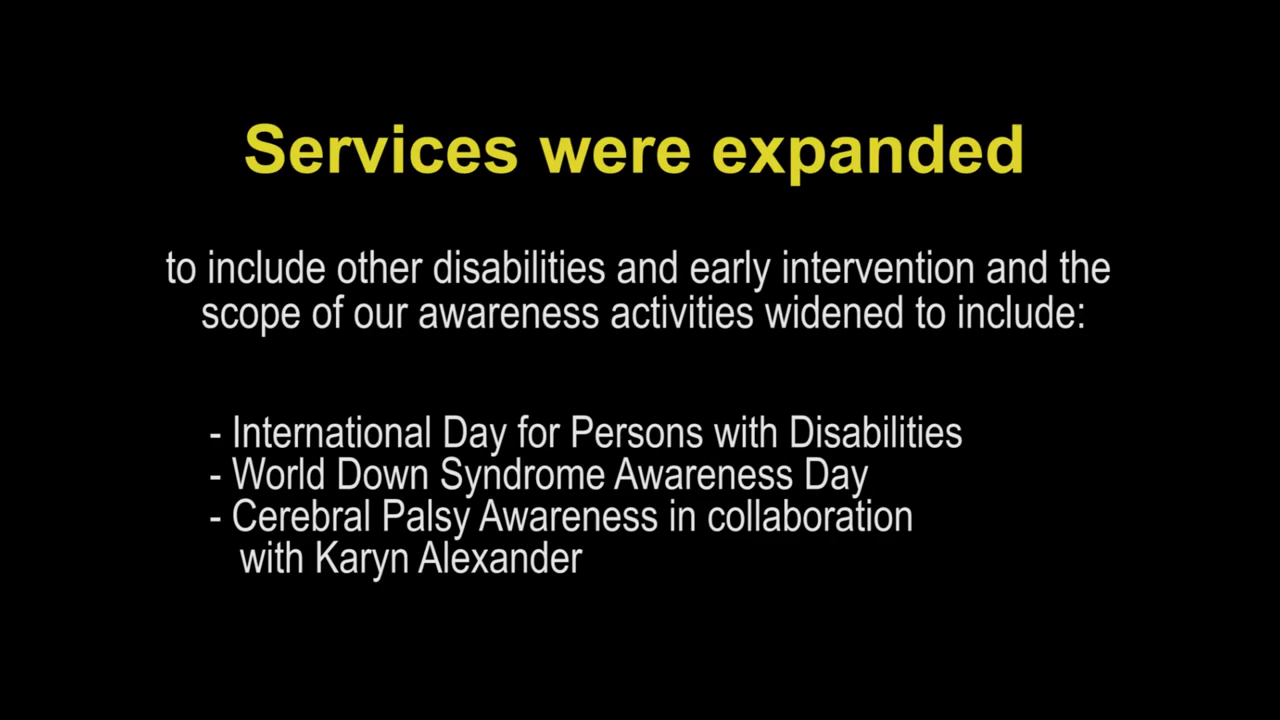 Services were expanded
to include other disabilities and early intervention and the
scope of our awareness activities widened to include:
- International Day for Persons with Disabilities
- World Down Syndrome Awareness Day
- Cerebral Palsy Awareness in collaboration
with Karyn Alexander